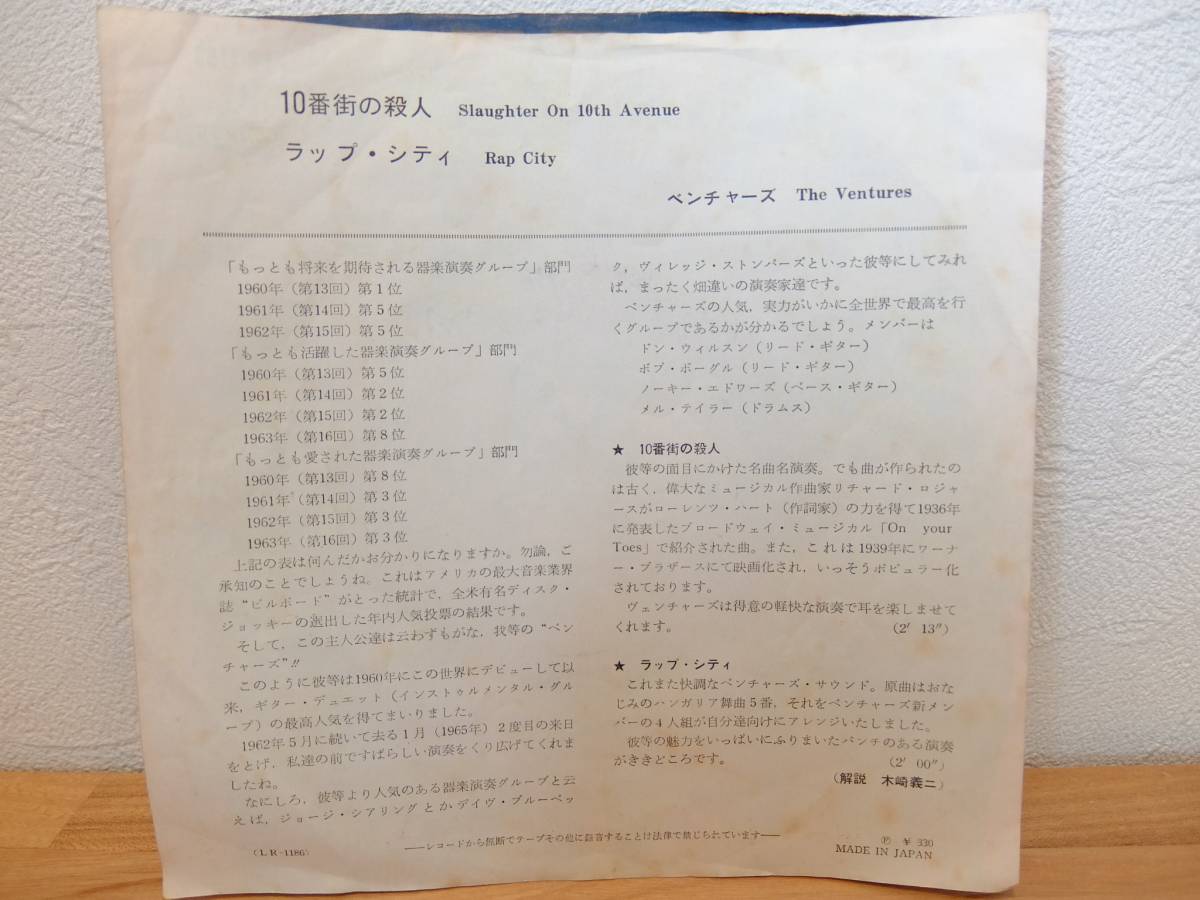 10番街の殺人 Slaughter On 10th Avenue
ラップ・シティ Rap City
ベンチャーズ The Ventures
「もっとも将来を期待される器楽演奏グループ」部門
1960年(第13回)第1位
1961年(第14回)第5位
1962年(第15回)第5位
「もっとも活躍した器楽演奏グループ」部門
1960年(第13回)第5位
1961年(第14回)第2位
1962年(第15回)第2位
1963年(第16回)第8位
「もっとも愛された器楽演奏グループ」部門
1960年(第13回)第8位
1961年(第14回)第3位
1962年(第15回)第3位
1963年(第16回)第3位
上記の表は何んだかお分かりになりますか。勿論,ご
承知のことでしょうね。これはアメリカの最大音楽業界
誌“ビルボード”がとった統計で,全米有名ディスク・
ジョッキーの選出した年内人気投票の結果です。
そして,この主人公達は云わずもがな,我等の“ベン
チャーズ”!!
このように彼等は1960年にこの世界にデビューして以
来,ギター・デュエット(インストゥルメンタル・グル
ープ)の最高人気を得てまいりました。
1962年5月に続いて去る1月(1965年)2度目の来日
をとげ,私達の前ですばらしい演奏をくり広げてくれま
したね。
なにしろ,彼等より人気のある器楽演奏グループと云
えば,ジョージ・シアリングとかデイヴ・ブルーベッ
ク,ヴィレッジ・ストンパーズといった彼等にしてみれ
ば,まったく畑違いの演奏家達です。
ベンチャーズの人気,実力がいかに全世界で最高を行
くグループであるかが分かるでしょう。メンバーは
ドン・ウィルスン(リード・ギター)
ボブ・ボーグル(リード・ギター)
ノーキー・エドワーズ(ベース・ギター)
メル・テイラー(ドラムス)
★ 10番街の殺人
彼等の面目にかけた名曲名演奏。でも曲が作られたの
は古く,偉大なミュージカル作曲家リチャード・ロジャ
ースがローレンツ・ハート(作詞家)の力を得て1936年
に発表したブロードウェイ・ミュージカル「On your
Toes」で紹介された曲。また,これは1939年にワーナ
ー・ブラザースにて映画化され,いっそうポピュラー化
されております。
ヴェンチャーズは得意の軽快な演奏で耳を楽しませて
くれます。 (2′ 13″)
★ ラップ・シティ
これまた快調なベンチャーズ・サウンド。原曲はおな
じみのハンガリア舞曲5番,それをベンチャーズ新メン
バーの4人組が自分達向けにアレンジいたしました。
彼等の魅力をいっぱいにふりまいたパンチのある演奏
がききどころです。 (2′ 00″)
(解説 木崎義二)
(LR-1186)
——レコードから無断でテープその他に録音することは法律で禁じられています——
Ⓟ ¥ 330
MADE IN JAPAN